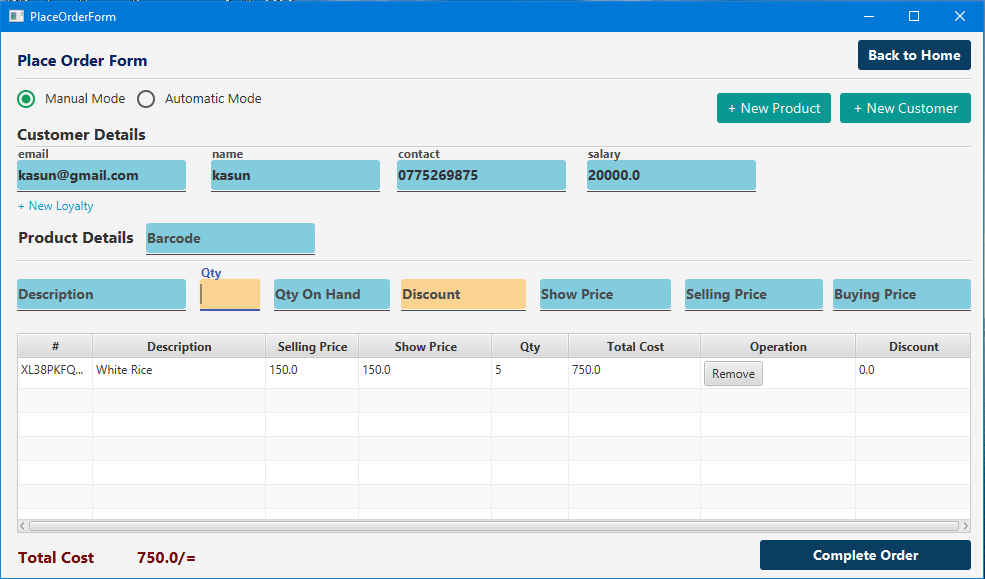 PlaceOrderForm
Place Order Form
Back to Home
Manual Mode Automatic Mode
+ New Product + New Customer
Customer Details
email name contact salary
kasun@gmail.com kasun 0775269875 20000.0
+ New Loyalty
Product Details Barcode
Qty
Description Qty On Hand Discount Show Price Selling Price Buying Price
# Description Selling Price Show Price Qty Total Cost Operation Discount
XL38PKFQ... White Rice 150.0 150.0 5 750.0 Remove 0.0
Total Cost 750.0/= Complete Order